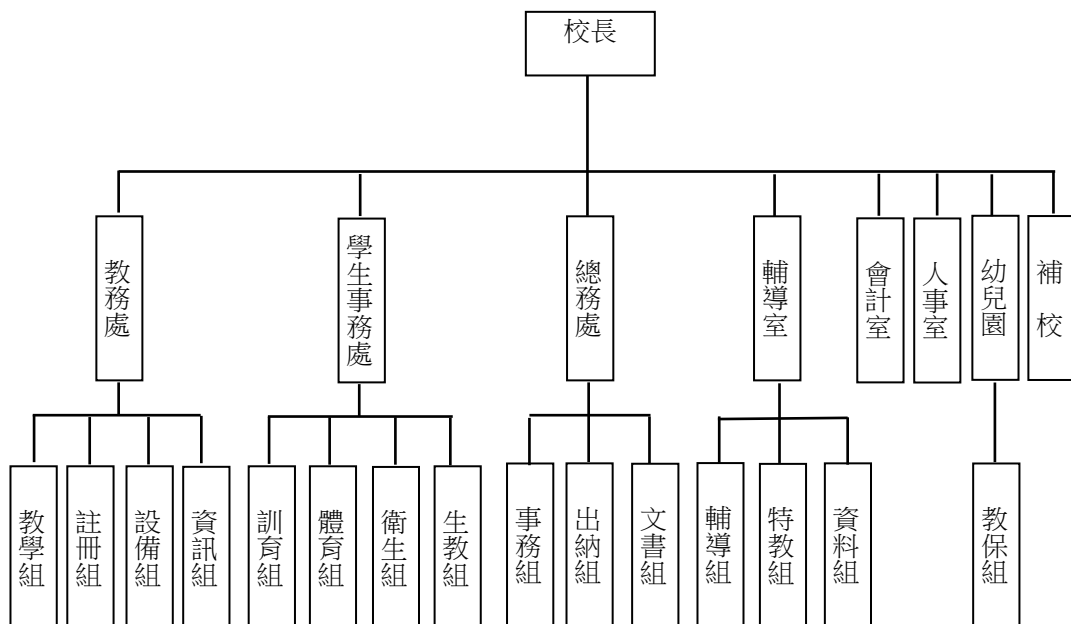 校長
教務處
學生事務處
總務處
輔導室
會計室
人事室
幼兒園
補校
教學組
註冊組
設備組
資訊組
訓育組
體育組
衛生組
生教組
事務組
出納組
文書組
輔導組
特教組
資料組
教保組